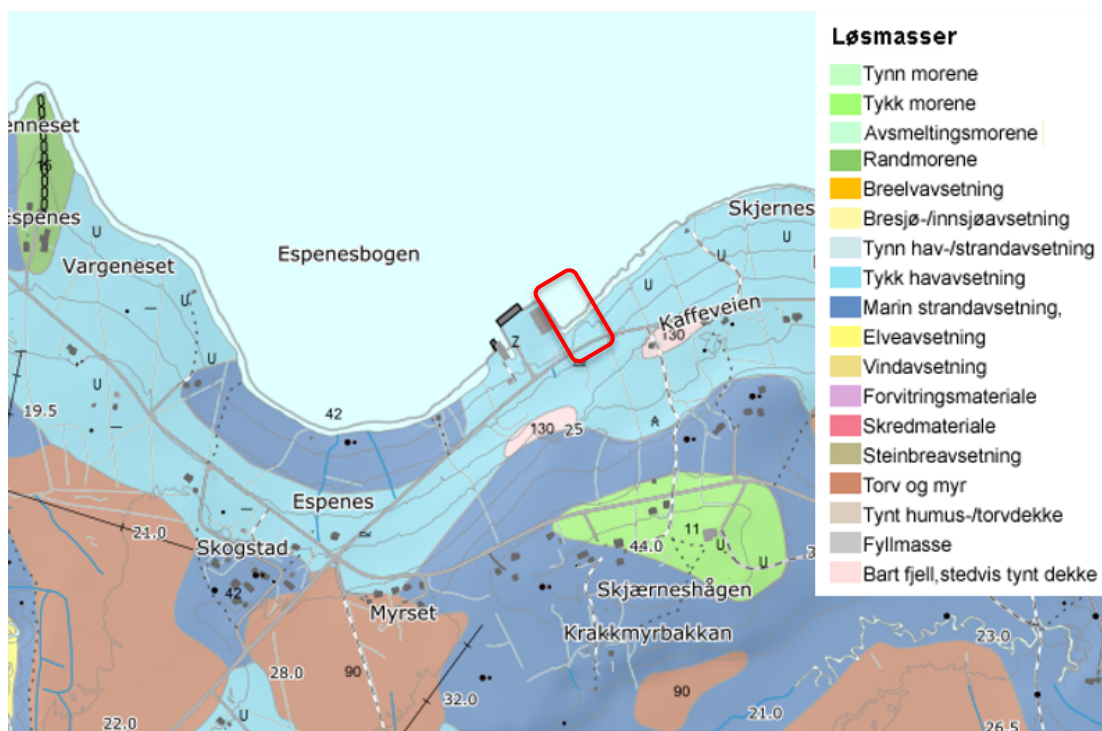 Løsmasser
Tynn morene
Tykk morene
Avsmeltingsmorene
Randmorene
Breelvavsetning
Bresjø-/innsjøavsetning
Tynn hav-/strandavsetning
Tykk havavsetning
Marin strandavsetning,
Elveavsetning
Vindavsetning
Forvitringsmateriale
Skredmateriale
Steinbreavsetning
Torv og myr
Tynt humus-/torvdekke
Fyllmasse
Bart fjell,stedvis tynt dekke
enneset
Espenes
U
Vargeneset
U
U
U
19.5
Espenesbogen
Skjernes
U
U
U
Kaffeveien
130
Z
42
130
25
A
Espenes
21.0
Skogstad
42
11
44.0
U
U
3
Skjærneshågen
Myrset
Krakkmyrbakkan
23.0
28.0
90
32.0
90
21.0
22.0
U
26.5